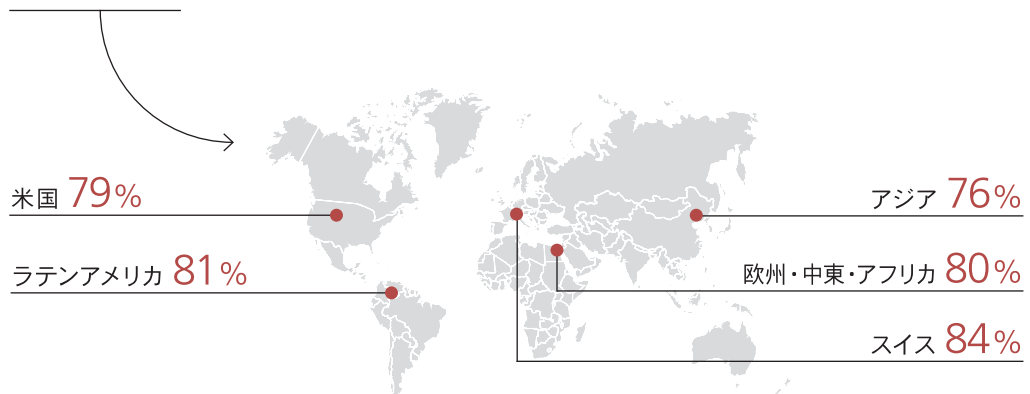 米国 79%
ラテンアメリカ 81%
アジア 76%
欧州・中東・アフリカ 80%
スイス 84%